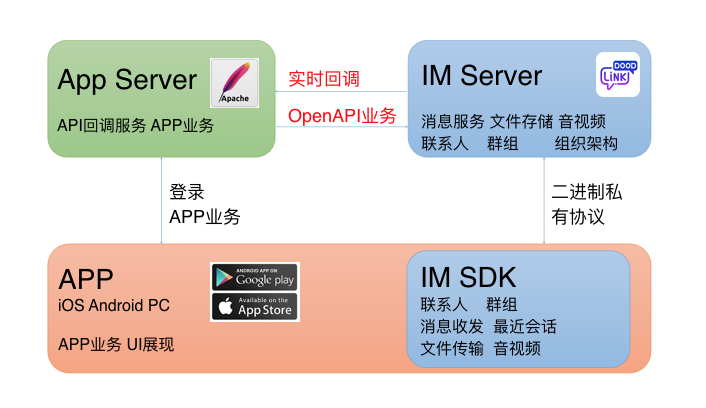 App Server
Apache
API回调服务 APP业务
实时回调
OpenAPI业务
IM Server
DOOD
LiNK
消息服务 文件存储 音视频
联系人 群组 组织架构
登录
APP业务
二进制私
有协议
APP
iOS Android PC
APP业务 UI展现
ANDROID APP ON
Google play
Available on the
App Store
IM SDK
联系人 群组
消息收发 最近会话
文件传输 音视频